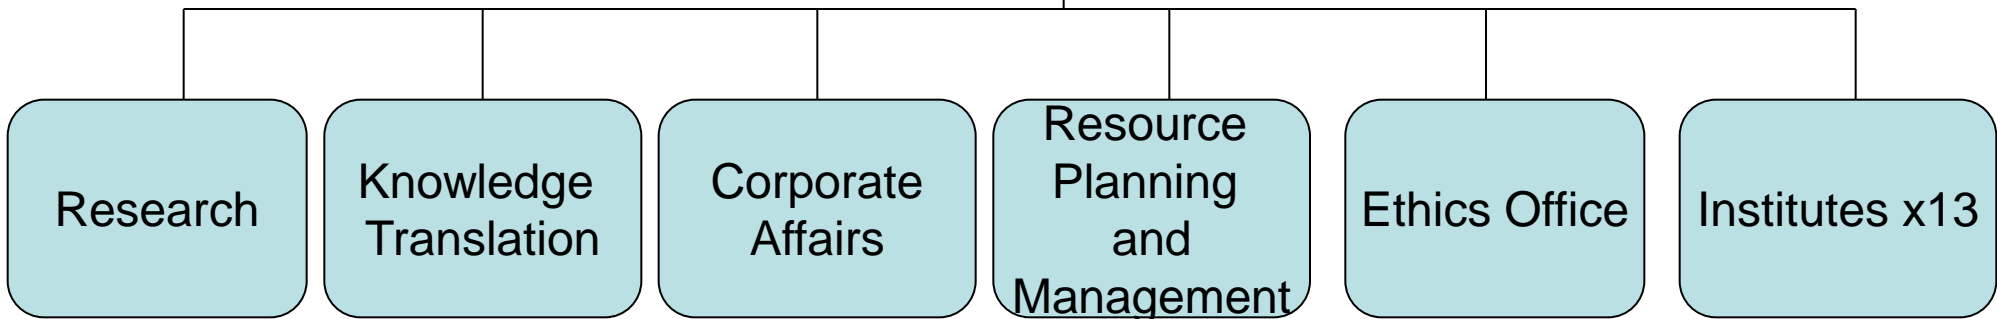 Research
Knowledge
Translation
Corporate
Affairs
Resource
Planning
and
Management
Ethics Office
Institutes x13